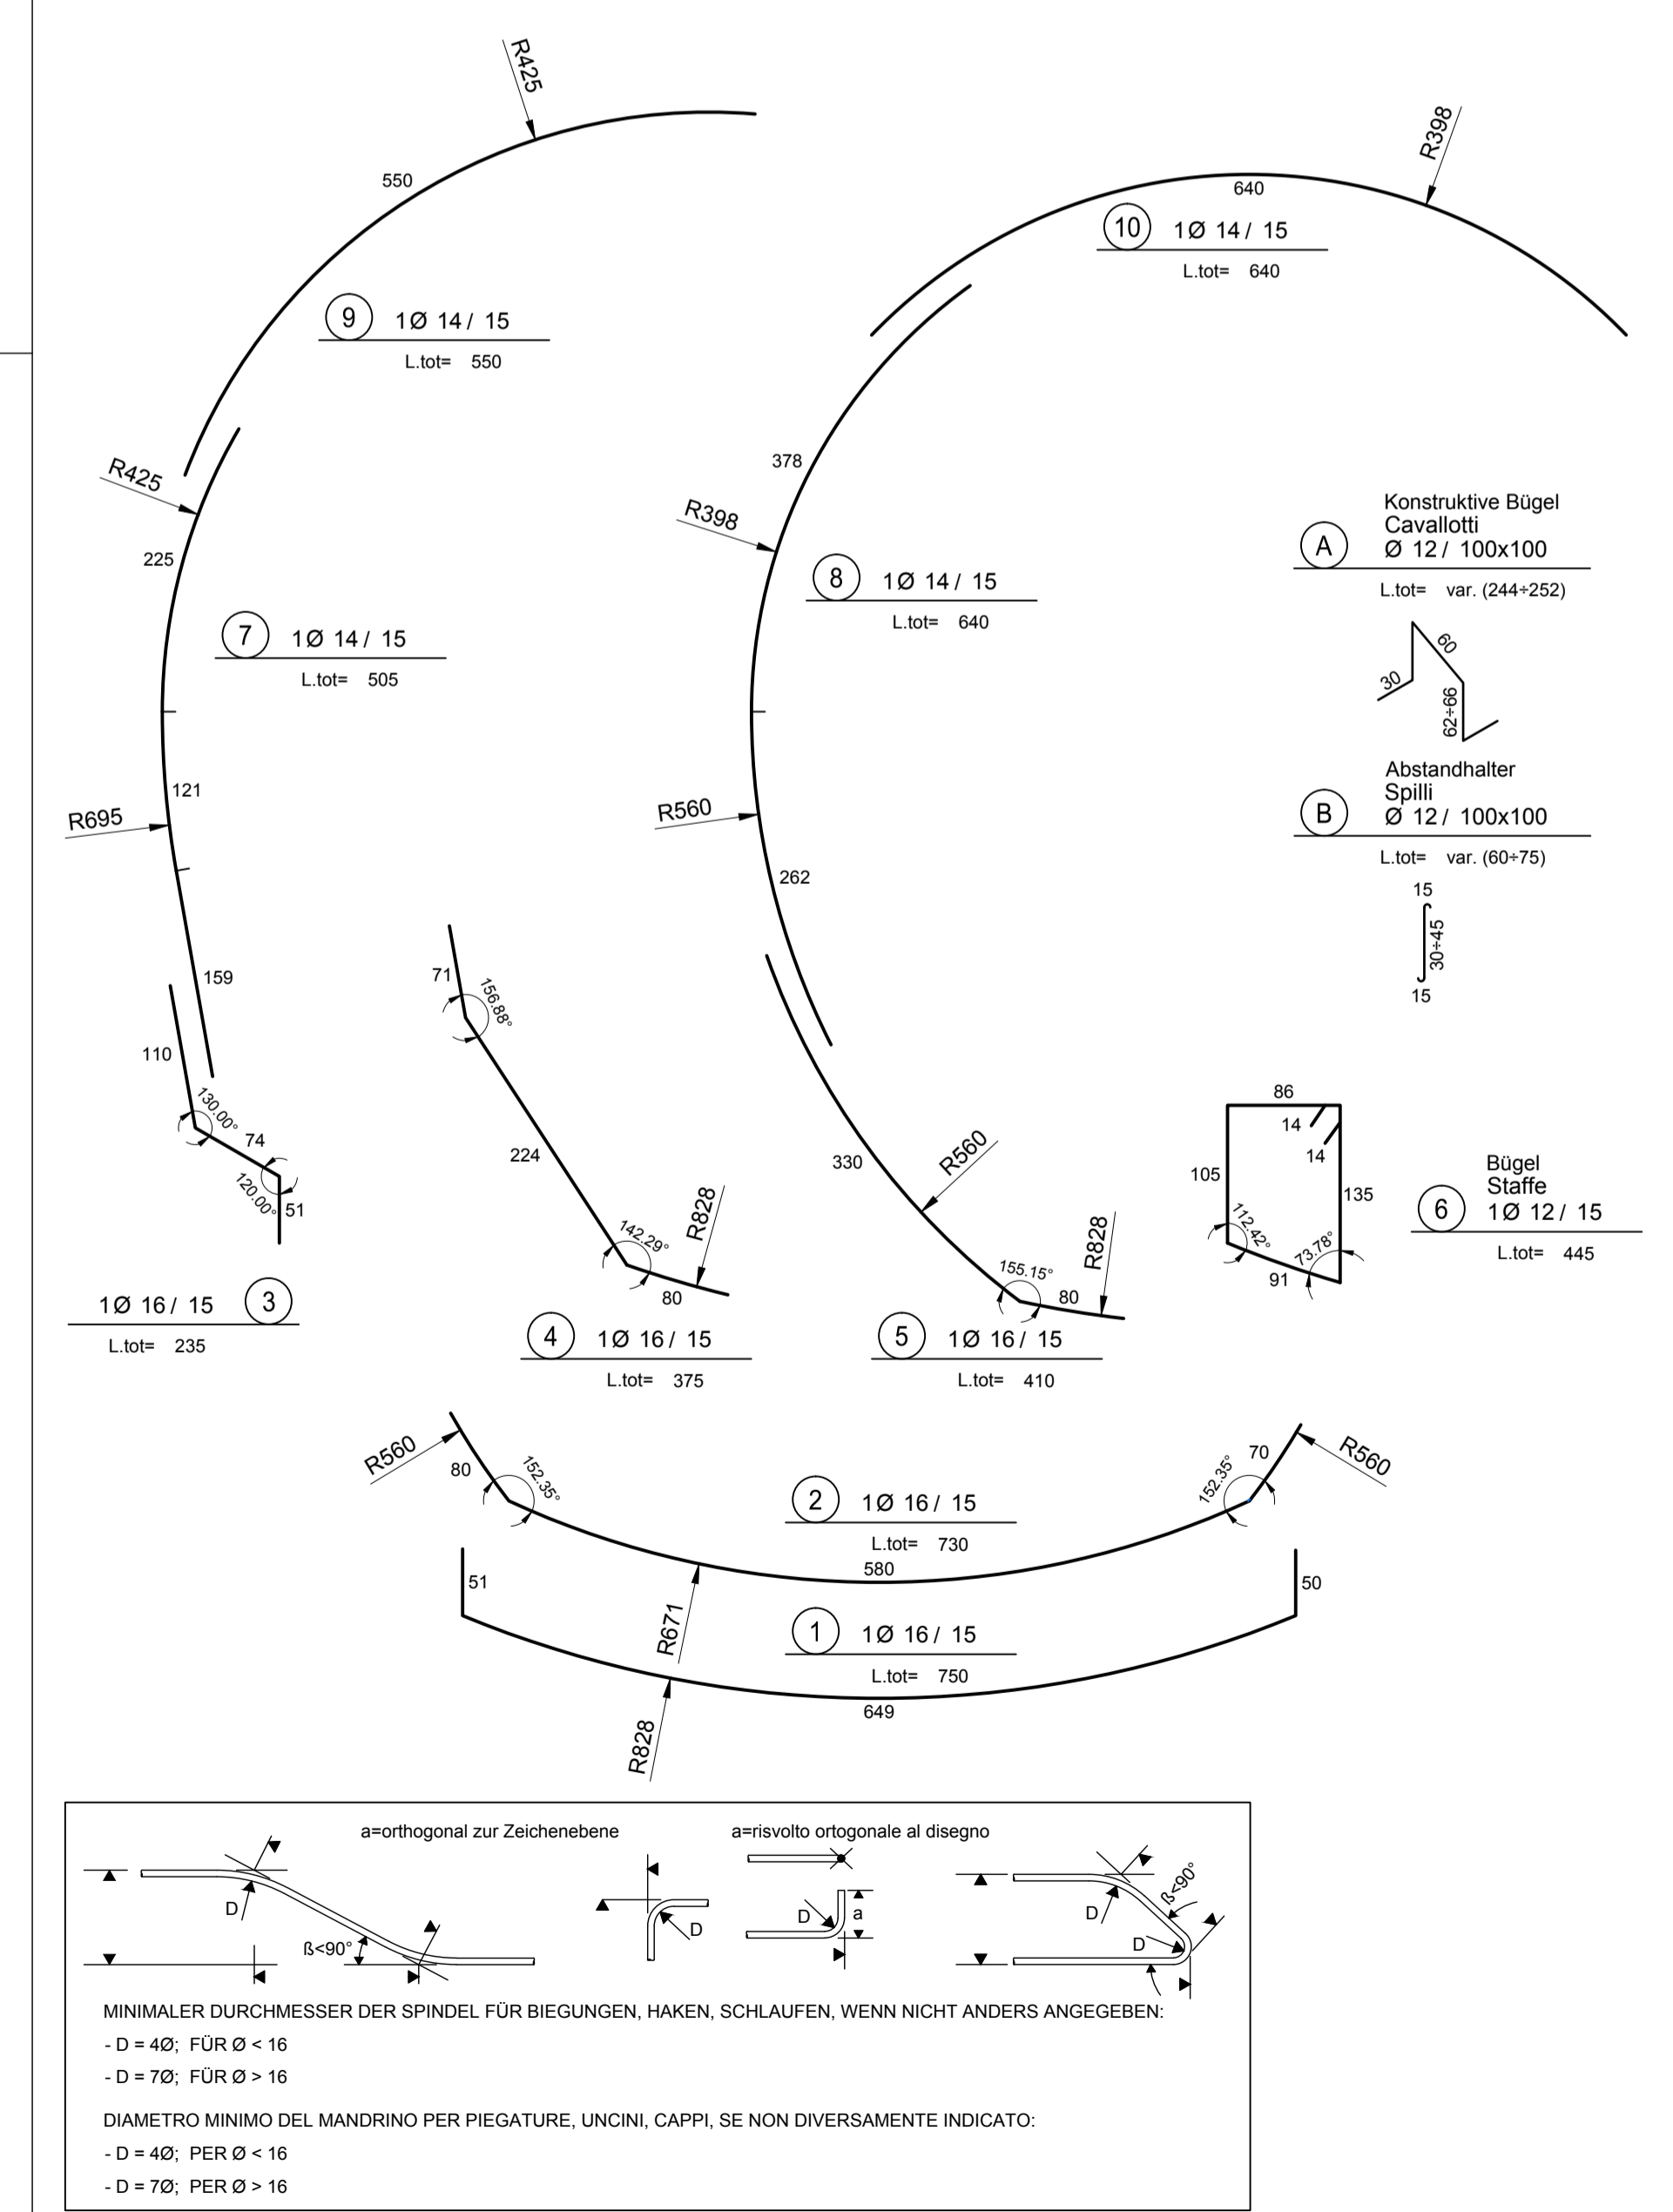 R425
550
9
1Ø 14 / 15
L.tot= 550
R398
640
10
1Ø 14 / 15
L.tot= 640
R425
225
7
1Ø 14 / 15
L.tot= 505
121
R695
159
378
R398
8
1Ø 14 / 15
L.tot= 640
R560
262
Konstruktive Bügel
Cavallotti
A
Ø 12 / 100x100
L.tot= var. (244÷252)
60
30
62÷66
Abstandhalter
Spilli
B
Ø 12 / 100x100
L.tot= var. (60÷75)
15
30÷45
15
110
130.00°
74
120.00°
51
1Ø 16 / 15
3
L.tot= 235
71
156.88°
224
142.29°
R828
80
4
1Ø 16 / 15
L.tot= 375
330
R560
155.15°
80
R828
5
1Ø 16 / 15
L.tot= 410
86
14
14
105
135
112.42°
73.78°
91
Bügel
Staffe
6
1Ø 12 / 15
L.tot= 445
R560
80
152.35°
2
1Ø 16 / 15
L.tot= 730
580
152.35°
70
R560
R671
51
50
1
1Ø 16 / 15
L.tot= 750
649
R828
a=orthogonal zur Zeichenebene
a=risvolto ortogonale al disegno
D
ß<90°
D
D
a
D
ß<90°
D
MINIMALER DURCHMESSER DER SPINDEL FÜR BIEGUNGEN, HAKEN, SCHLAUFEN, WENN NICHT ANDERS ANGEGEBEN:
- D = 4Ø; FÜR Ø < 16
- D = 7Ø; FÜR Ø > 16
DIAMETRO MINIMO DEL MANDRINO PER PIEGATURE, UNCINI, CAPPI, SE NON DIVERSAMENTE INDICATO:
- D = 4Ø; PER Ø < 16
- D = 7Ø; PER Ø > 16